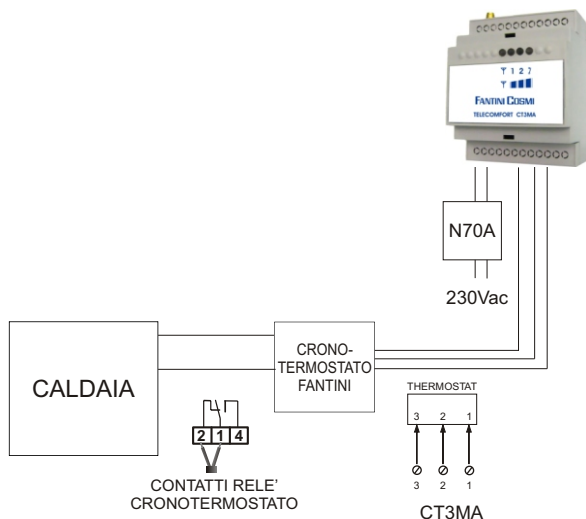 1 2 7
FANTINI COSMI
TELECOMFORT CT3MA
N70A
230Vac
CALDAIA
CRONO-
TERMOSTATO
FANTINI
THERMOSTAT
3 2 1
3 2 1
CT3MA
2 1 4
CONTATTI RELE'
CRONOTERMOSTATO